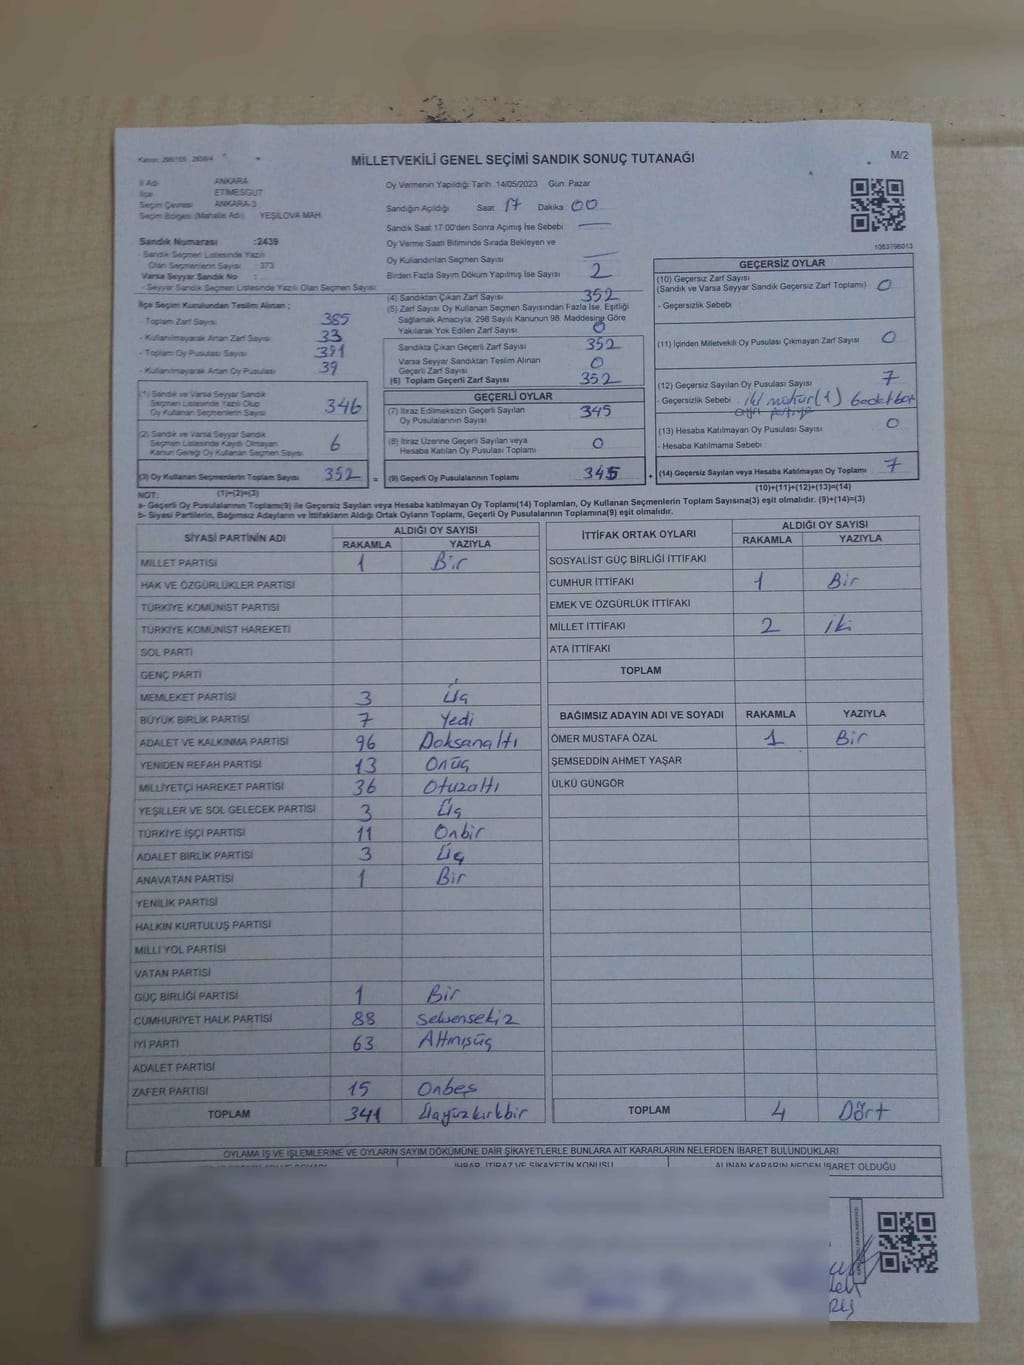 Kanun: 298/105 2839/4
MİLLETVEKİLİ GENEL SEÇİMİ SANDIK SONUÇ TUTANAĞI
M/2
İl Adı ANKARA
İlçe ETİMESGUT
Seçim Çevresi ANKARA-3
Seçim Bölgesi (Mahalle Adı) YEŞİLOVA MAH.
Oy Vermenin Yapıldığı Tarih :14/05/2023 Gün: Pazar
Sandığın Açıldığı Saat 17 Dakika 00
Sandık Saat 17:00'den Sonra Açılmış İse Sebebi :
1063796013
Sandık Numarası :2439
Sandık Seçmen Listesinde Yazılı
Olan Seçmenlerin Sayısı : 373
Varsa Seyyar Sandık No :
- Seyyar Sandık Seçmen Listesinde Yazılı Olan Seçmen Sayısı:
Oy Verme Saati Bitiminde Sırada Bekleyen ve
Oy Kullandırılan Seçmen Sayısı
Birden Fazla Sayım Döküm Yapılmış İse Sayısı 2
İlçe Seçim Kurulundan Teslim Alınan ;
- Toplam Zarf Sayısı 385
- Kullanılmayarak Artan Zarf Sayısı 33
- Toplam Oy Pusulası Sayısı 391
- Kullanılmayarak Artan Oy Pusulası 39
(4) Sandıktan Çıkan Zarf Sayısı 352
(5) Zarf Sayısı Oy Kullanan Seçmen Sayısından Fazla İse, Eşitliği
Sağlamak Amacıyla; 298 Sayılı Kanunun 98. Maddesine Göre
Yakılarak Yok Edilen Zarf Sayısı 0
Sandıkta Çıkan Geçerli Zarf Sayısı 352
Varsa Seyyar Sandıktan Teslim Alınan
Geçerli Zarf Sayısı 0
(6) Toplam Geçerli Zarf Sayısı 352
GEÇERSİZ OYLAR
(10) Geçersiz Zarf Sayısı
(Sandık ve Varsa Seyyar Sandık Geçersiz Zarf Toplamı) 0
- Geçersizlik Sebebi :
(11) İçinden Milletvekili Oy Pusulası Çıkmayan Zarf Sayısı 0
(12) Geçersiz Sayılan Oy Pusulası Sayısı 7
- Geçersizlik Sebebi iki mühür (1)
(13) Hesaba Katılmayan Oy Pusulası Sayısı 0
- Hesaba Katılmama Sebebi :
(14) Geçersiz Sayılan veya Hesaba Katılmayan Oy Toplamı 7
(10)+(11)+(12)+(13)=(14)
(1) Sandık ve Varsa Seyyar Sandık
Seçmen Listesinde Yazılı Olup
Oy Kullanan Seçmenlerin Sayısı 346
(2) Sandık ve Varsa Seyyar Sandık
Seçmen Listesinde Kayıtlı Olmayan
Kanun Gereği Oy Kullanan Seçmen Sayısı 6
(3) Oy Kullanan Seçmenlerin Toplam Sayısı 352 =
(1)+(2)=(3)
GEÇERLİ OYLAR
(7) İtiraz Edilmeksizin Geçerli Sayılan
Oy Pusulalarının Sayısı 345
(8) İtiraz Üzerine Geçerli Sayılan veya
Hesaba Katılan Oy Pusulası Toplamı 0
(9) Geçerli Oy Pusulalarının Toplamı 345 +
NOT:
a- Geçerli Oy Pusulalarının Toplamı(9) ile Geçersiz Sayılan veya Hesaba katılmayan Oy Toplamı(14) Toplamları, Oy Kullanan Seçmenlerin Toplam Sayısına(3) eşit olmalıdır. (9)+(14)=(3)
b- Siyasi Partilerin, Bağımsız Adayların ve İttifakların Aldığı Ortak Oyların Toplamı, Geçerli Oy Pusulalarının Toplamına(9) eşit olmalıdır.
SİYASİ PARTİNİN ADI ALDIĞI OY SAYISI
RAKAMLA YAZIYLA
MİLLET PARTİSİ 1 Bir
HAK VE ÖZGÜRLÜKLER PARTİSİ
TÜRKİYE KOMÜNİST PARTİSİ
TÜRKİYE KOMÜNİST HAREKETİ
SOL PARTİ
GENÇ PARTİ
MEMLEKET PARTİSİ 3 Üç
BÜYÜK BİRLİK PARTİSİ 7 Yedi
ADALET VE KALKINMA PARTİSİ 96 Doksanaltı
YENİDEN REFAH PARTİSİ 13 Onüç
MİLLİYETÇİ HAREKET PARTİSİ 36 Otuzaltı
YEŞİLLER VE SOL GELECEK PARTİSİ 3 Üç
TÜRKİYE İŞÇİ PARTİSİ 11 Onbir
ADALET BİRLİK PARTİSİ 3 Üç
ANAVATAN PARTİSİ 1 Bir
YENİLİK PARTİSİ
HALKIN KURTULUŞ PARTİSİ
MİLLİ YOL PARTİSİ
VATAN PARTİSİ
GÜÇ BİRLİĞİ PARTİSİ 1 Bir
CUMHURİYET HALK PARTİSİ 88 Seksensekiz
İYİ PARTİ 63 Altmışüç
ADALET PARTİSİ
ZAFER PARTİSİ 15 Onbeş
TOPLAM 341 Üçyüzkırkbir
İTTİFAK ORTAK OYLARI ALDIĞI OY SAYISI
RAKAMLA YAZIYLA
SOSYALİST GÜÇ BİRLİĞİ İTTİFAKI
CUMHUR İTTİFAKI 1 Bir
EMEK VE ÖZGÜRLÜK İTTİFAKI
MİLLET İTTİFAKI 2 iki
ATA İTTİFAKI
TOPLAM
BAĞIMSIZ ADAYIN ADI VE SOYADI RAKAMLA YAZIYLA
ÖMER MUSTAFA ÖZAL 1 Bir
ŞEMSEDDİN AHMET YAŞAR
ÜLKÜ GÜNGÖR
TOPLAM 4 Dört
OYLAMA İŞ VE İŞLEMLERİNE VE OYLARIN SAYIM DÖKÜMÜNE DAİR ŞİKAYETLERLE BUNLARA AİT KARARLARIN NELERDEN İBARET BULUNDUKLARI
İHBAR, İTİRAZ VE ŞİKAYETİN KONUSU ALINAN KARARIN NEDEN İBARET OLDUĞU